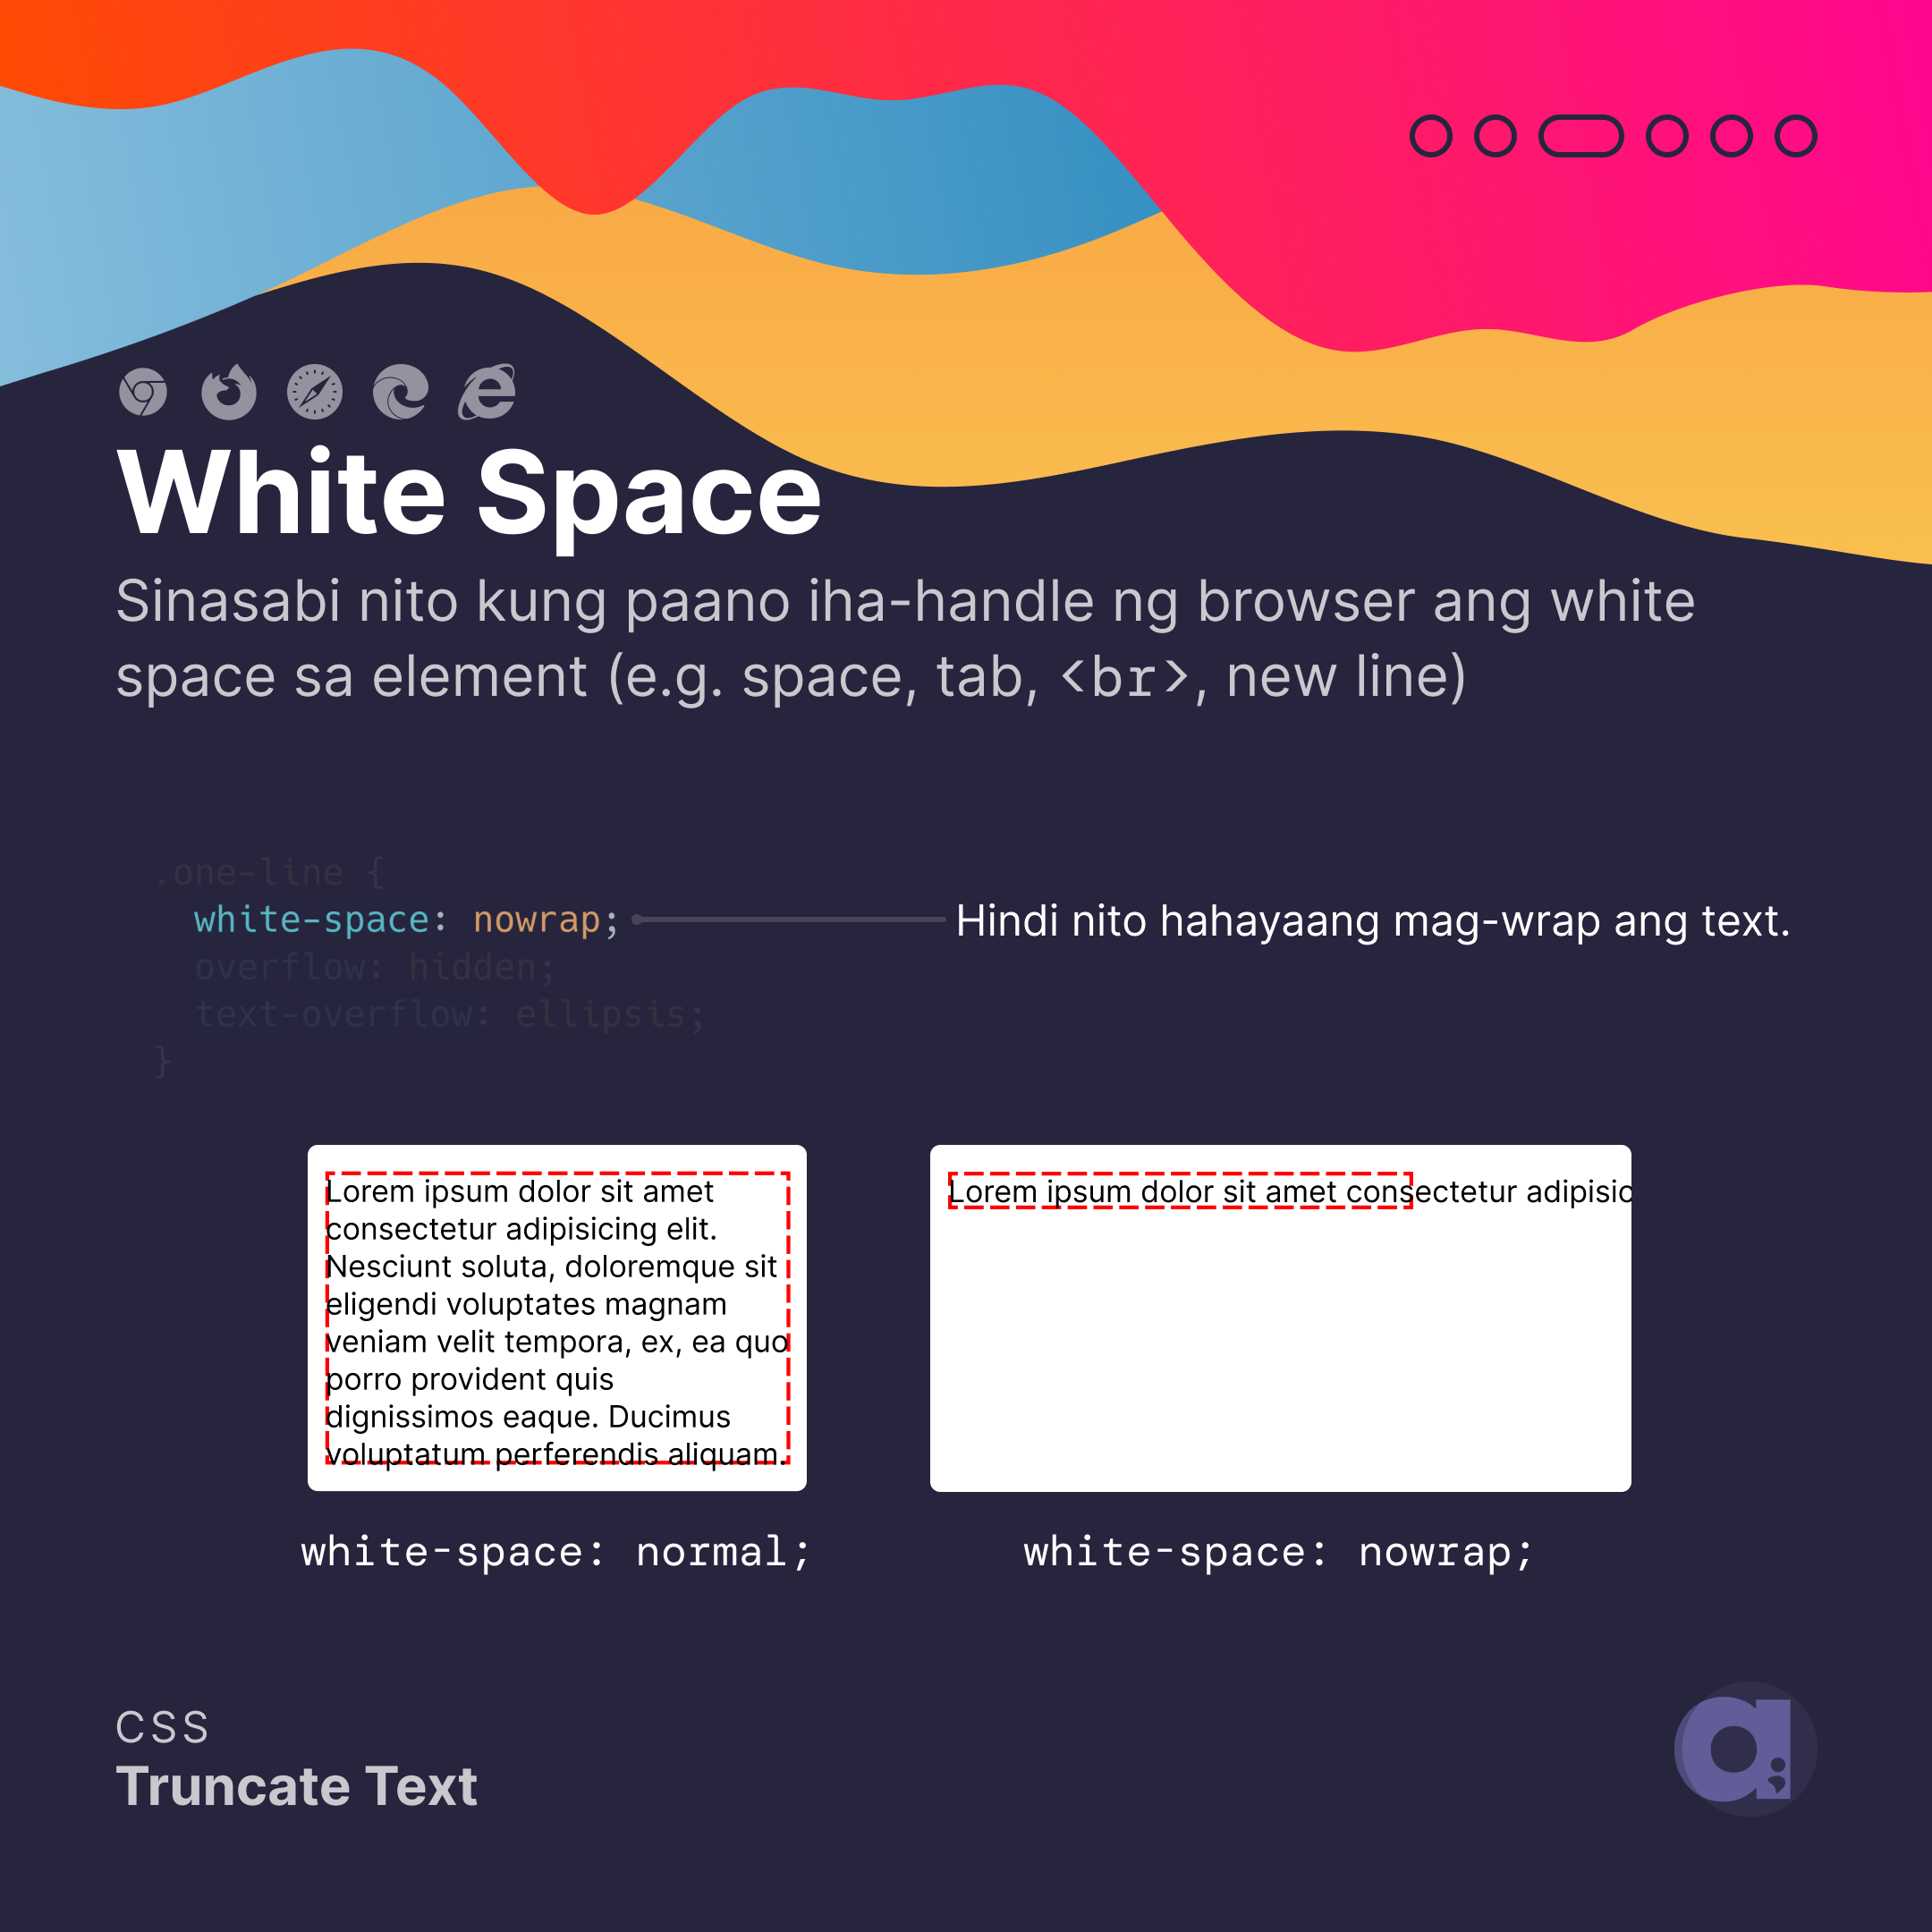 White Space
Sinasabi nito kung paano iha-handle ng browser ang white
space sa element (e.g. space, tab, <br>, new line)
.one-line {
white-space: nowrap;
Hindi nito hahayaang mag-wrap ang text.
overflow: hidden;
text-overflow: ellipsis;
}
Lorem ipsum dolor sit amet
consectetur adipisicing elit.
Nesciunt soluta, doloremque sit
eligendi voluptates magnam
veniam velit tempora, ex, ea quo
porro provident quis
dignissimos eaque. Ducimus
voluptatum perferendis aliquam.
white-space: normal;
Lorem ipsum dolor sit amet consectetur adipisic
white-space: nowrap;
CSS
Truncate Text